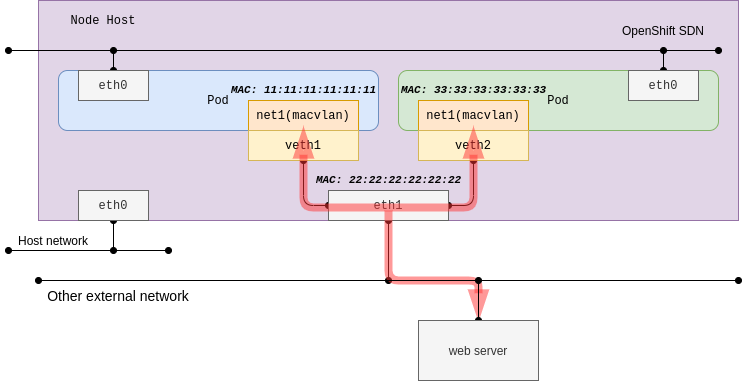 Node Host
OpenShift SDN
eth0
MAC: 11:11:11:11:11:11
MAC: 33:33:33:33:33:33
eth0
Pod
Pod
net1(macvlan)
net1(macvlan)
veth1
veth2
MAC: 22:22:22:22:22:22
eth0
eth1
Host network
Other external network
web server